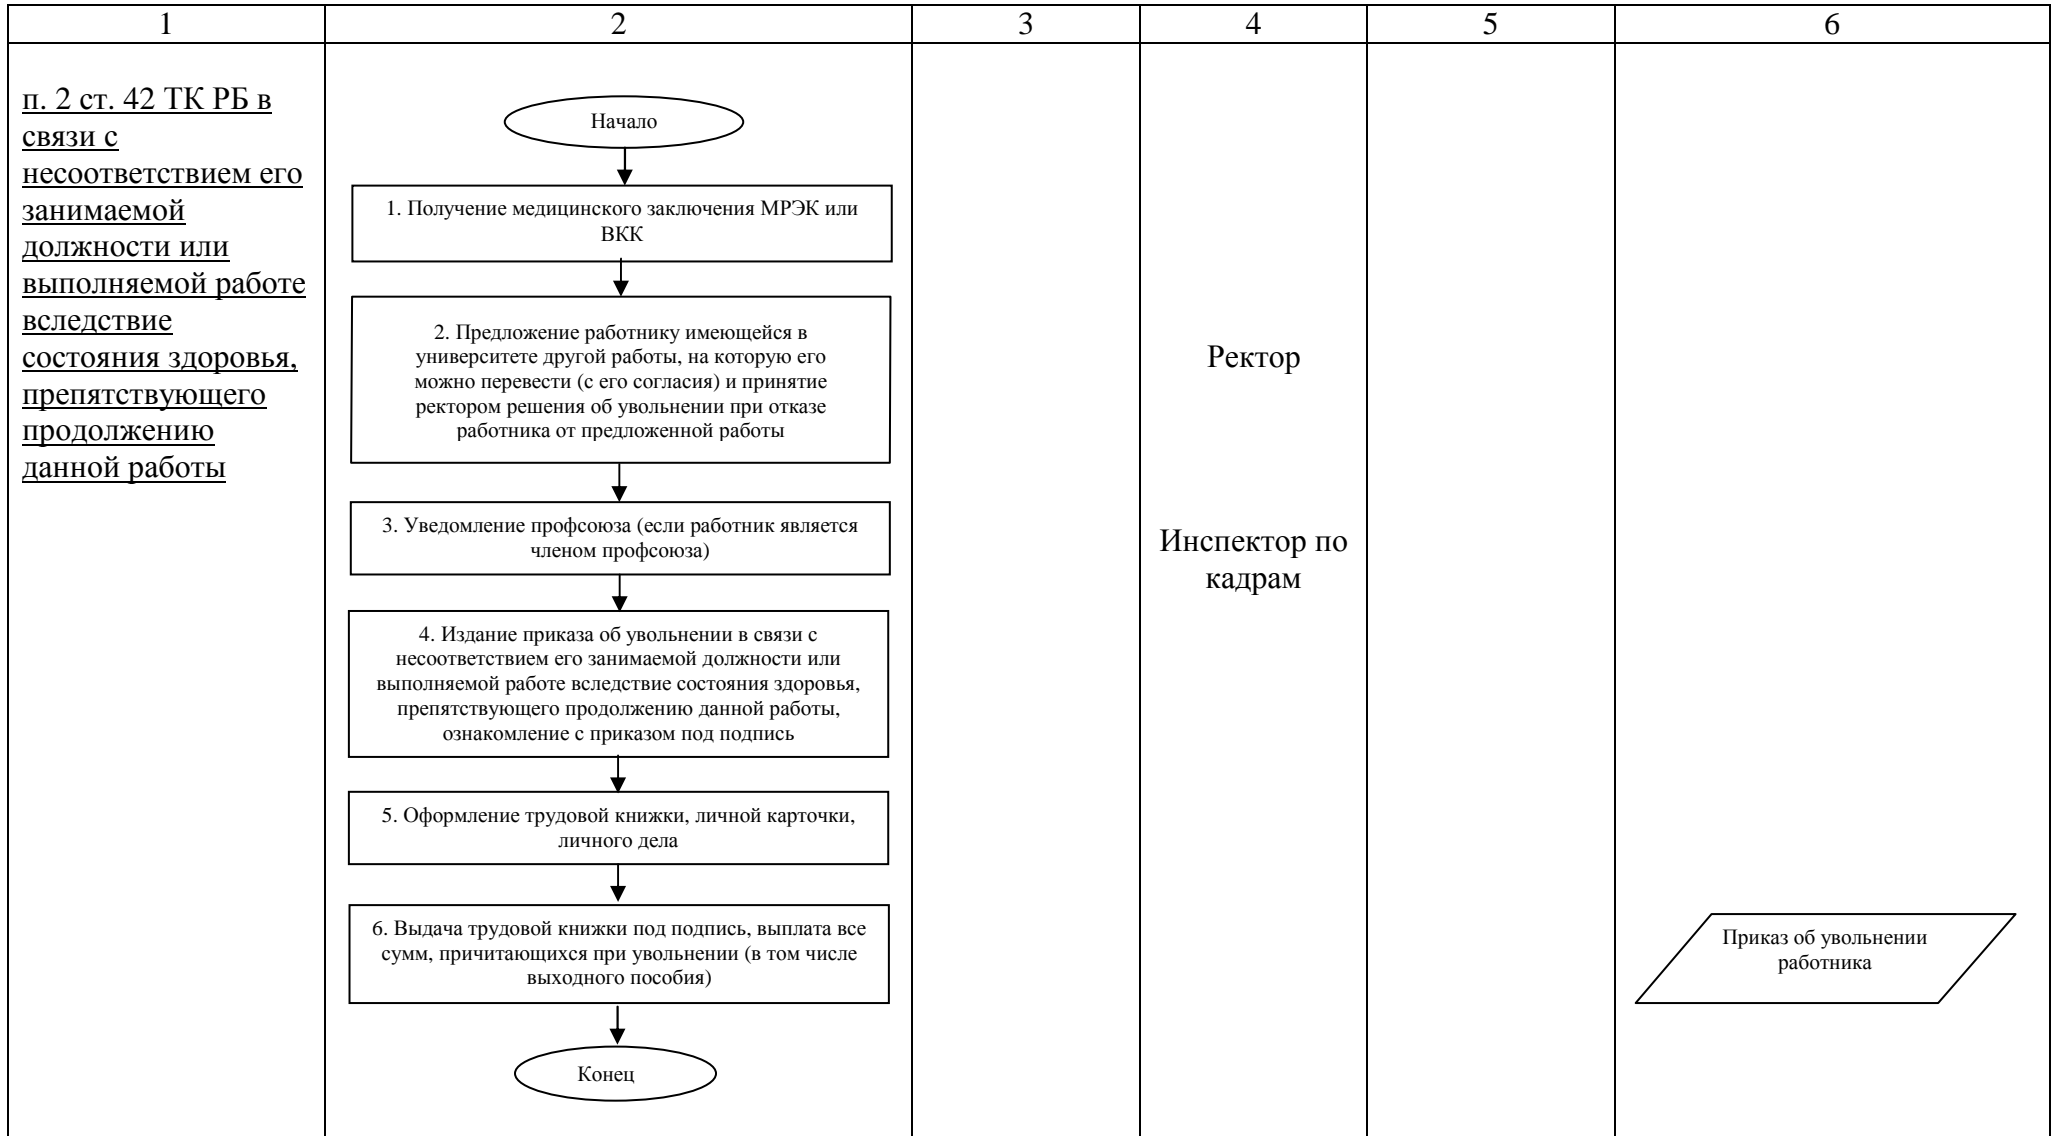 1 2 3 4 5 6
п. 2 ст. 42 ТК РБ в
связи с
несоответствием его
занимаемой
должности или
выполняемой работе
вследствие
состояния здоровья,
препятствующего
продолжению
данной работы
Начало
1. Получение медицинского заключения МРЭК или
ВКК
2. Предложение работнику имеющейся в
университете другой работы, на которую его
можно перевести (с его согласия) и принятие
ректором решения об увольнении при отказе
работника от предложенной работы
3. Уведомление профсоюза (если работник является
членом профсоюза)
4. Издание приказа об увольнении в связи с
несоответствием его занимаемой должности или
выполняемой работе вследствие состояния здоровья,
препятствующего продолжению данной работы,
ознакомление с приказом под подпись
5. Оформление трудовой книжки, личной карточки,
личного дела
6. Выдача трудовой книжки под подпись, выплата все
сумм, причитающихся при увольнении (в том числе
выходного пособия)
Конец
Ректор
Инспектор по
кадрам
Приказ об увольнении
работника